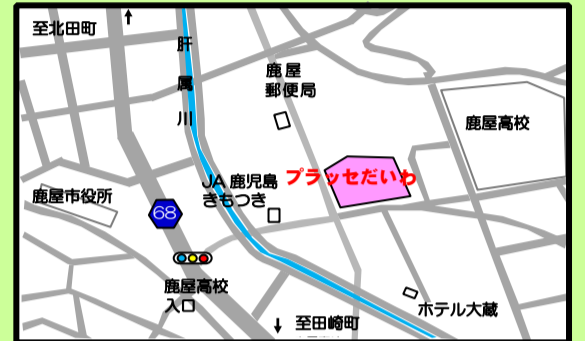 至北田町
肝属川
鹿屋
郵便局
鹿屋高校
プラッセだいわ
JA 鹿児島
きもつき
鹿屋市役所
68
鹿屋高校
入口
ホテル大蔵
至田崎町